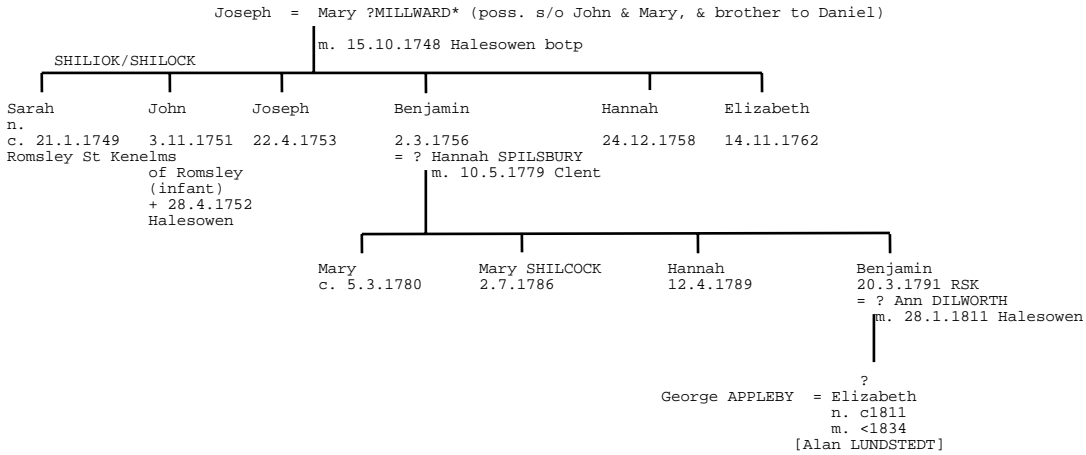 Joseph = Mary ?MILLWARD* (poss. s/o John & Mary, & brother to Daniel)
m. 15.10.1748 Halesowen botp
SHILIOK/SHILOCK
Sarah John Joseph Benjamin Hannah Elizabeth
n.
c. 21.1.1749 3.11.1751 22.4.1753 2.3.1756 24.12.1758 14.11.1762
Romsley St Kenelms = ? Hannah SPILSBURY
of Romsley m. 10.5.1779 Clent
(infant)
+ 28.4.1752
Halesowen
Mary Mary SHILCOCK Hannah Benjamin
c. 5.3.1780 2.7.1786 12.4.1789 20.3.1791 RSK
= ? Ann DILWORTH
m. 28.1.1811 Halesowen
?
George APPLEBY = Elizabeth
n. c1811
m. <1834
[Alan LUNDSTEDT]